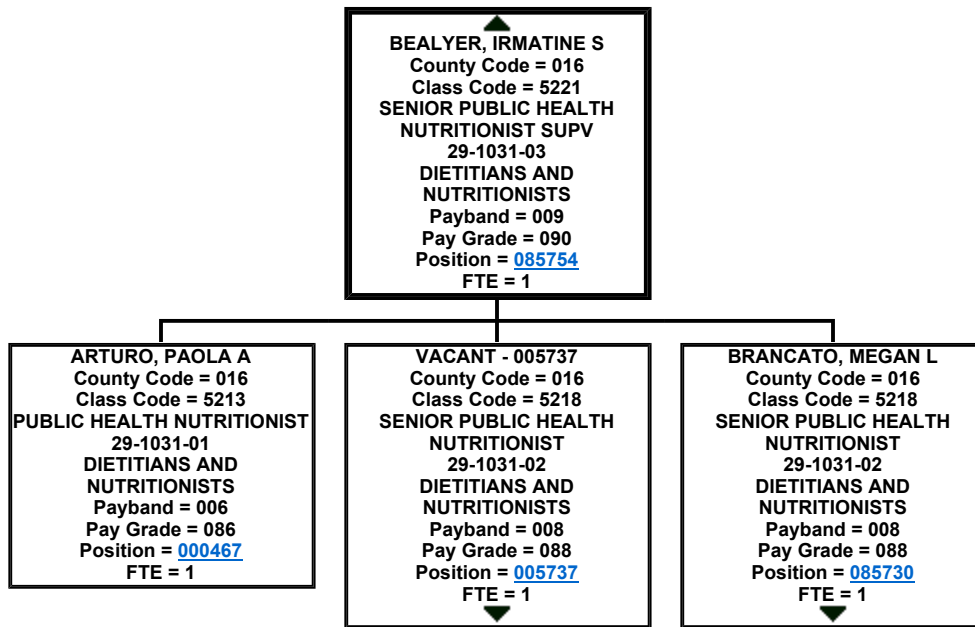 BEALYER, IRMATINE S
County Code = 016
Class Code = 5221
SENIOR PUBLIC HEALTH
NUTRITIONIST SUPV
29-1031-03
DIETITIANS AND
NUTRITIONISTS
Payband = 009
Pay Grade = 090
Position = 085754
FTE = 1
ARTURO, PAOLA A
County Code = 016
Class Code = 5213
PUBLIC HEALTH NUTRITIONIST
29-1031-01
DIETITIANS AND
NUTRITIONISTS
Payband = 006
Pay Grade = 086
Position = 000467
FTE = 1
VACANT - 005737
County Code = 016
Class Code = 5218
SENIOR PUBLIC HEALTH
NUTRITIONIST
29-1031-02
DIETITIANS AND
NUTRITIONISTS
Payband = 008
Pay Grade = 088
Position = 005737
FTE = 1
BRANCATO, MEGAN L
County Code = 016
Class Code = 5218
SENIOR PUBLIC HEALTH
NUTRITIONIST
29-1031-02
DIETITIANS AND
NUTRITIONISTS
Payband = 008
Pay Grade = 088
Position = 085730
FTE = 1